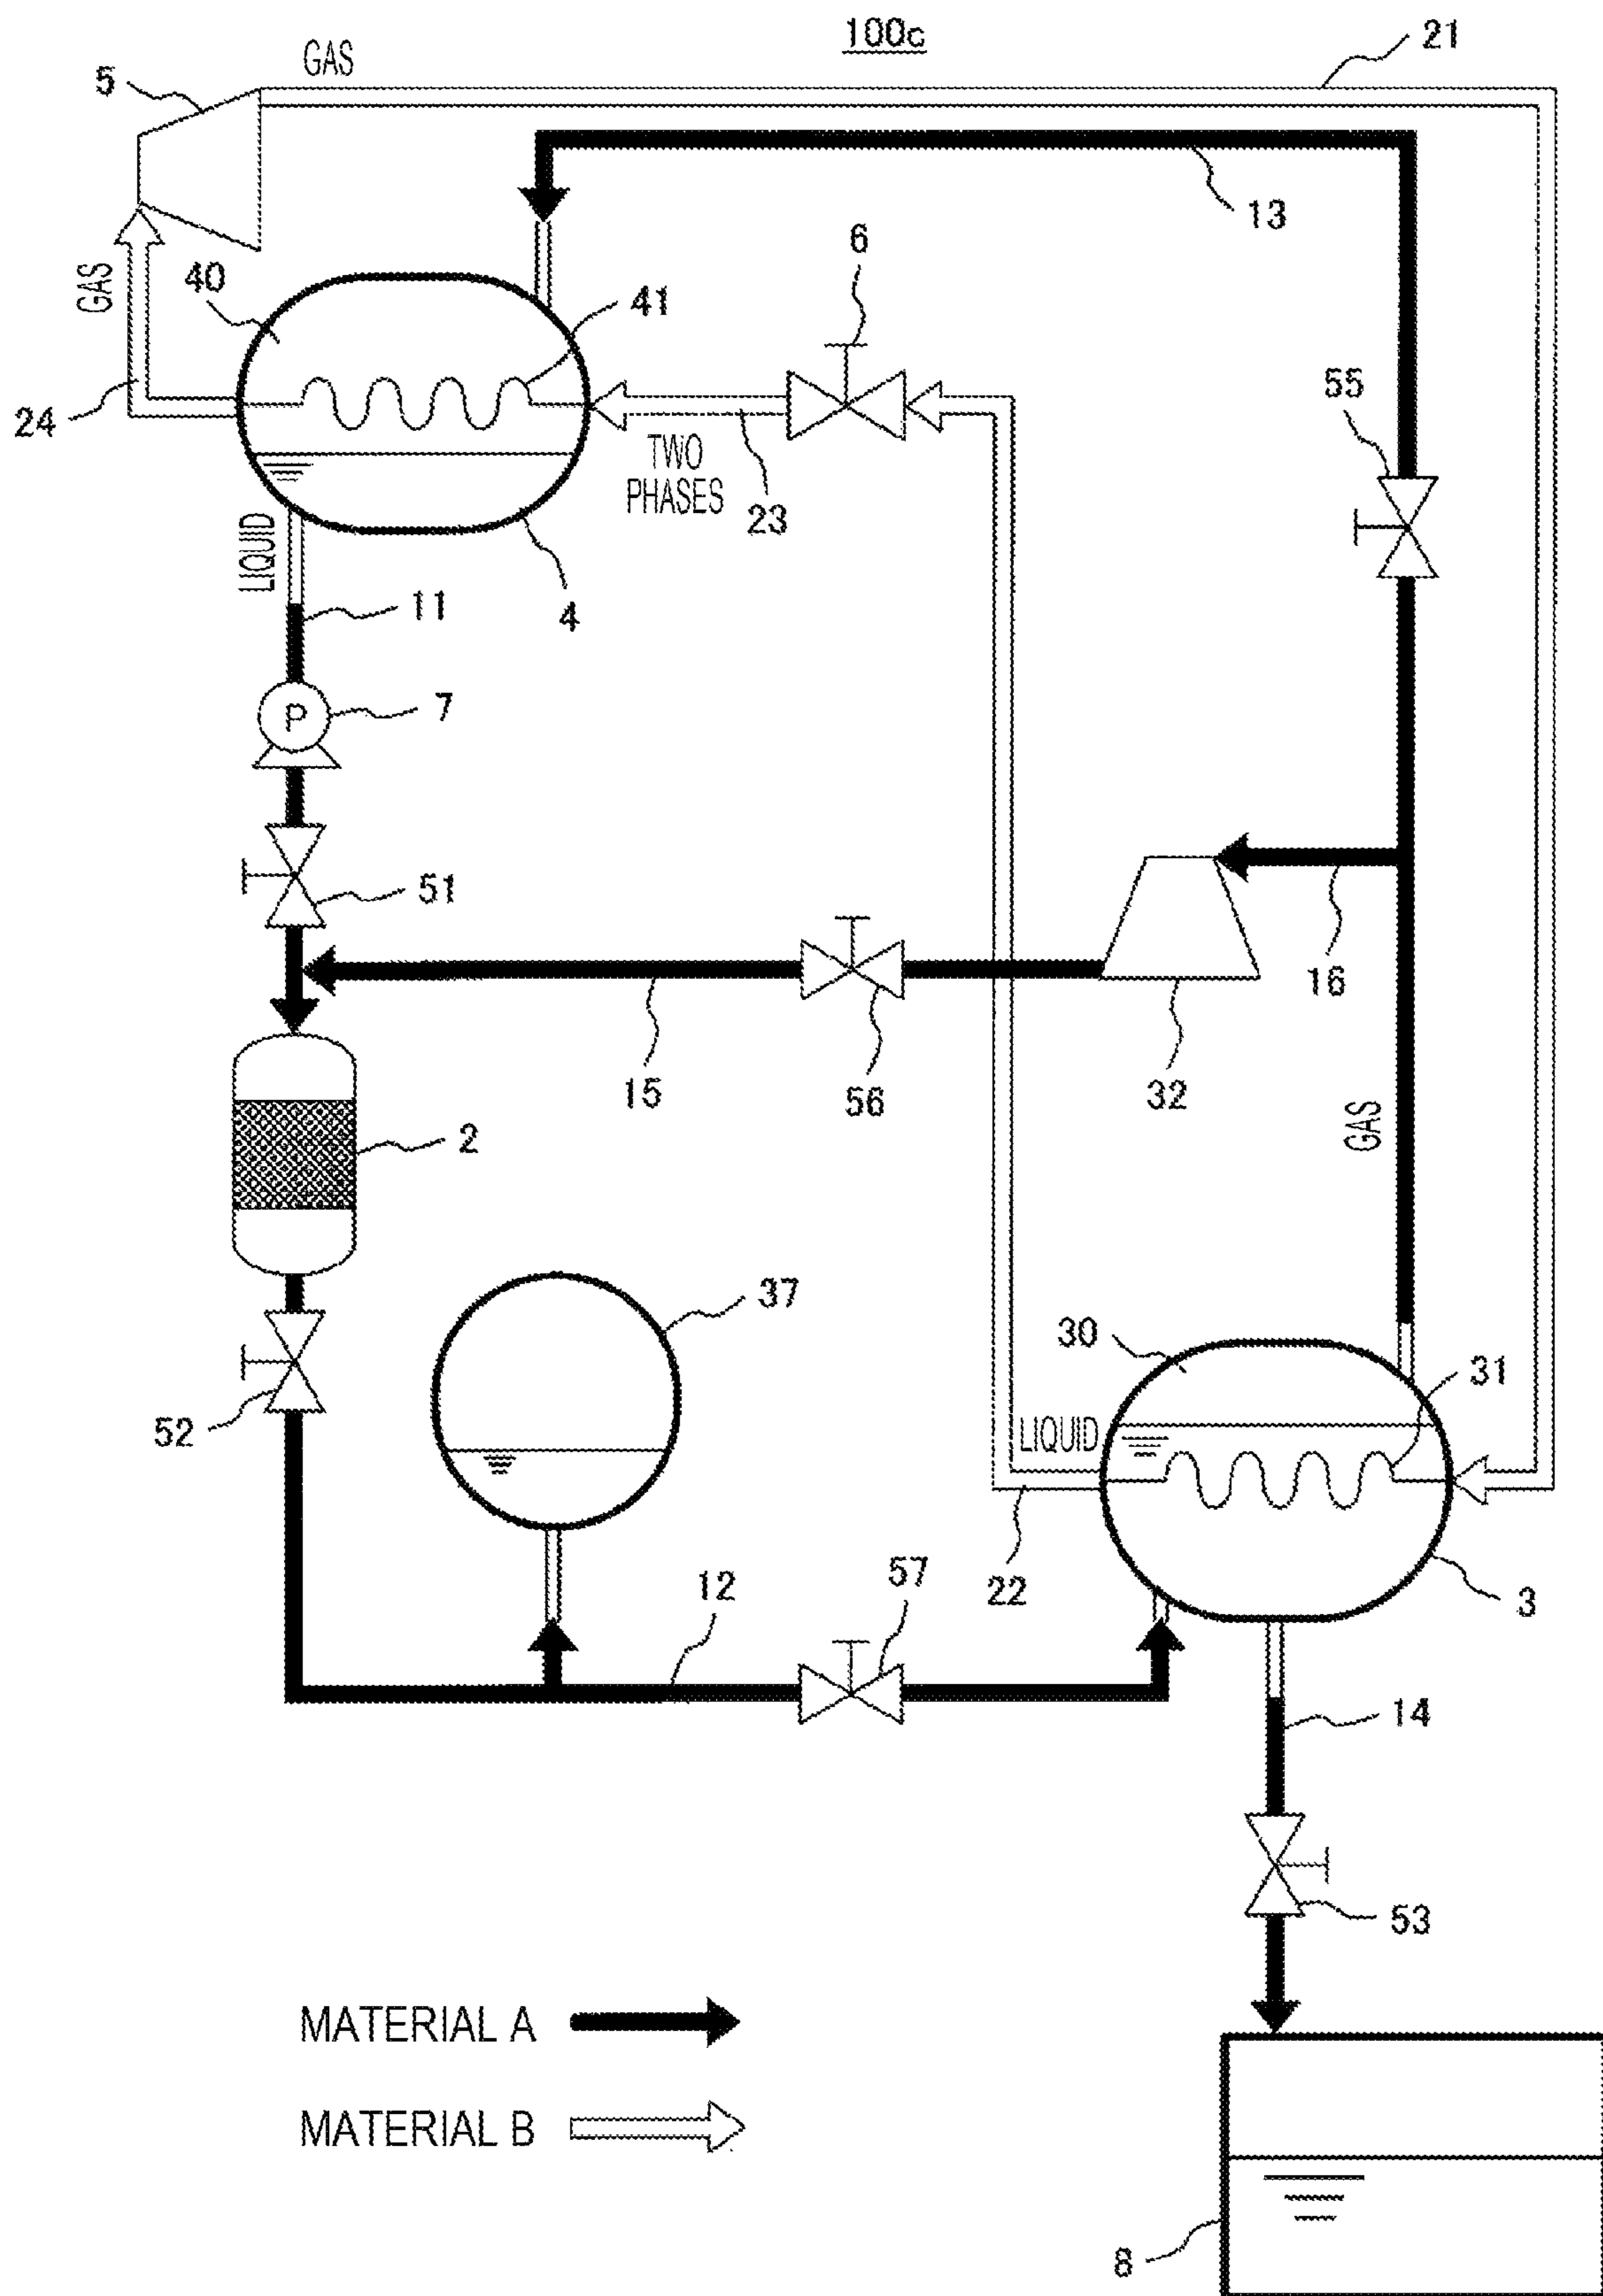 100c
21
GAS
5
13
6
GAS
40
41
55
24
TWO
PHASES
23
LIQUID
11
4
P
7
51
16
15
56
32
GAS
2
37
30
31
LIQUID
52
12
57
22
3
14
53
MATERIAL A
MATERIAL B
8